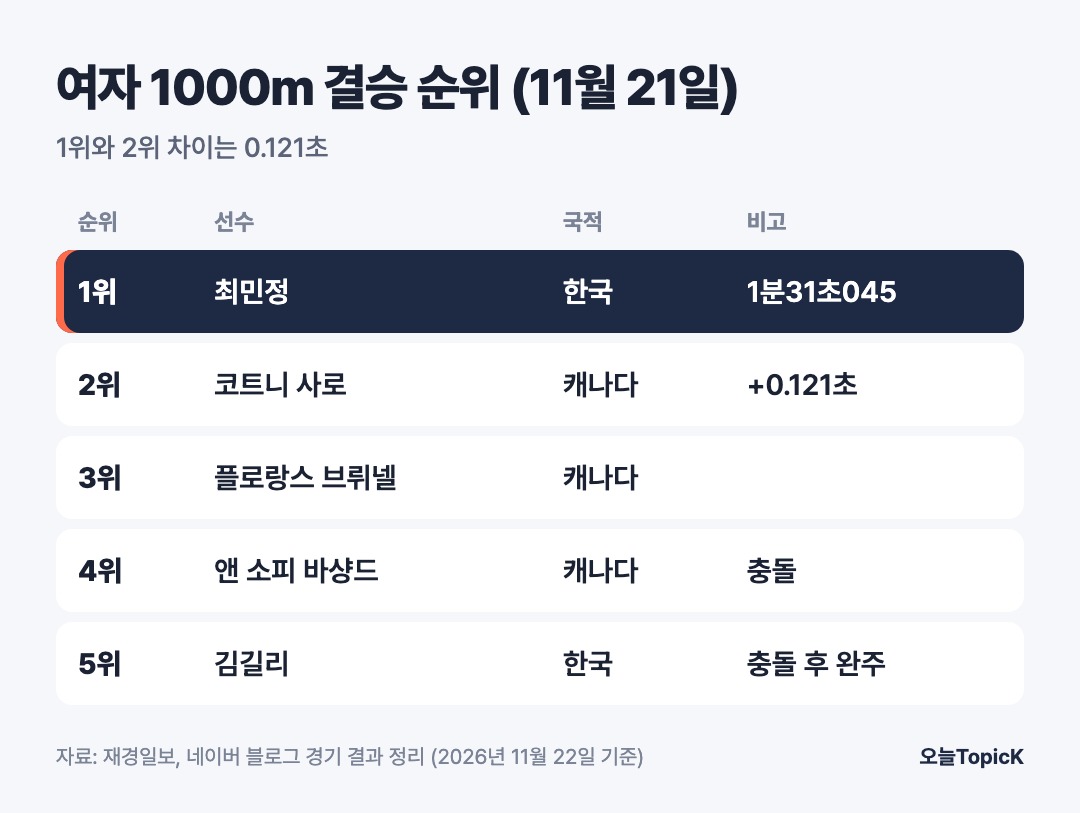 여자 1000m 결승 순위 (11월 21일)
1위와 2위 차이는 0.121초
순위 선수 국적 비고
1위 최민정 한국 1분31초045
2위 코트니 사로 캐나다 +0.121초
3위 플로랑스 브뤼넬 캐나다
4위 앤 소피 바샹드 캐나다 충돌
5위 김길리 한국 충돌 후 완주
자료: 재경일보, 네이버 블로그 경기 결과 정리 (2026년 11월 22일 기준)
오늘TopicK